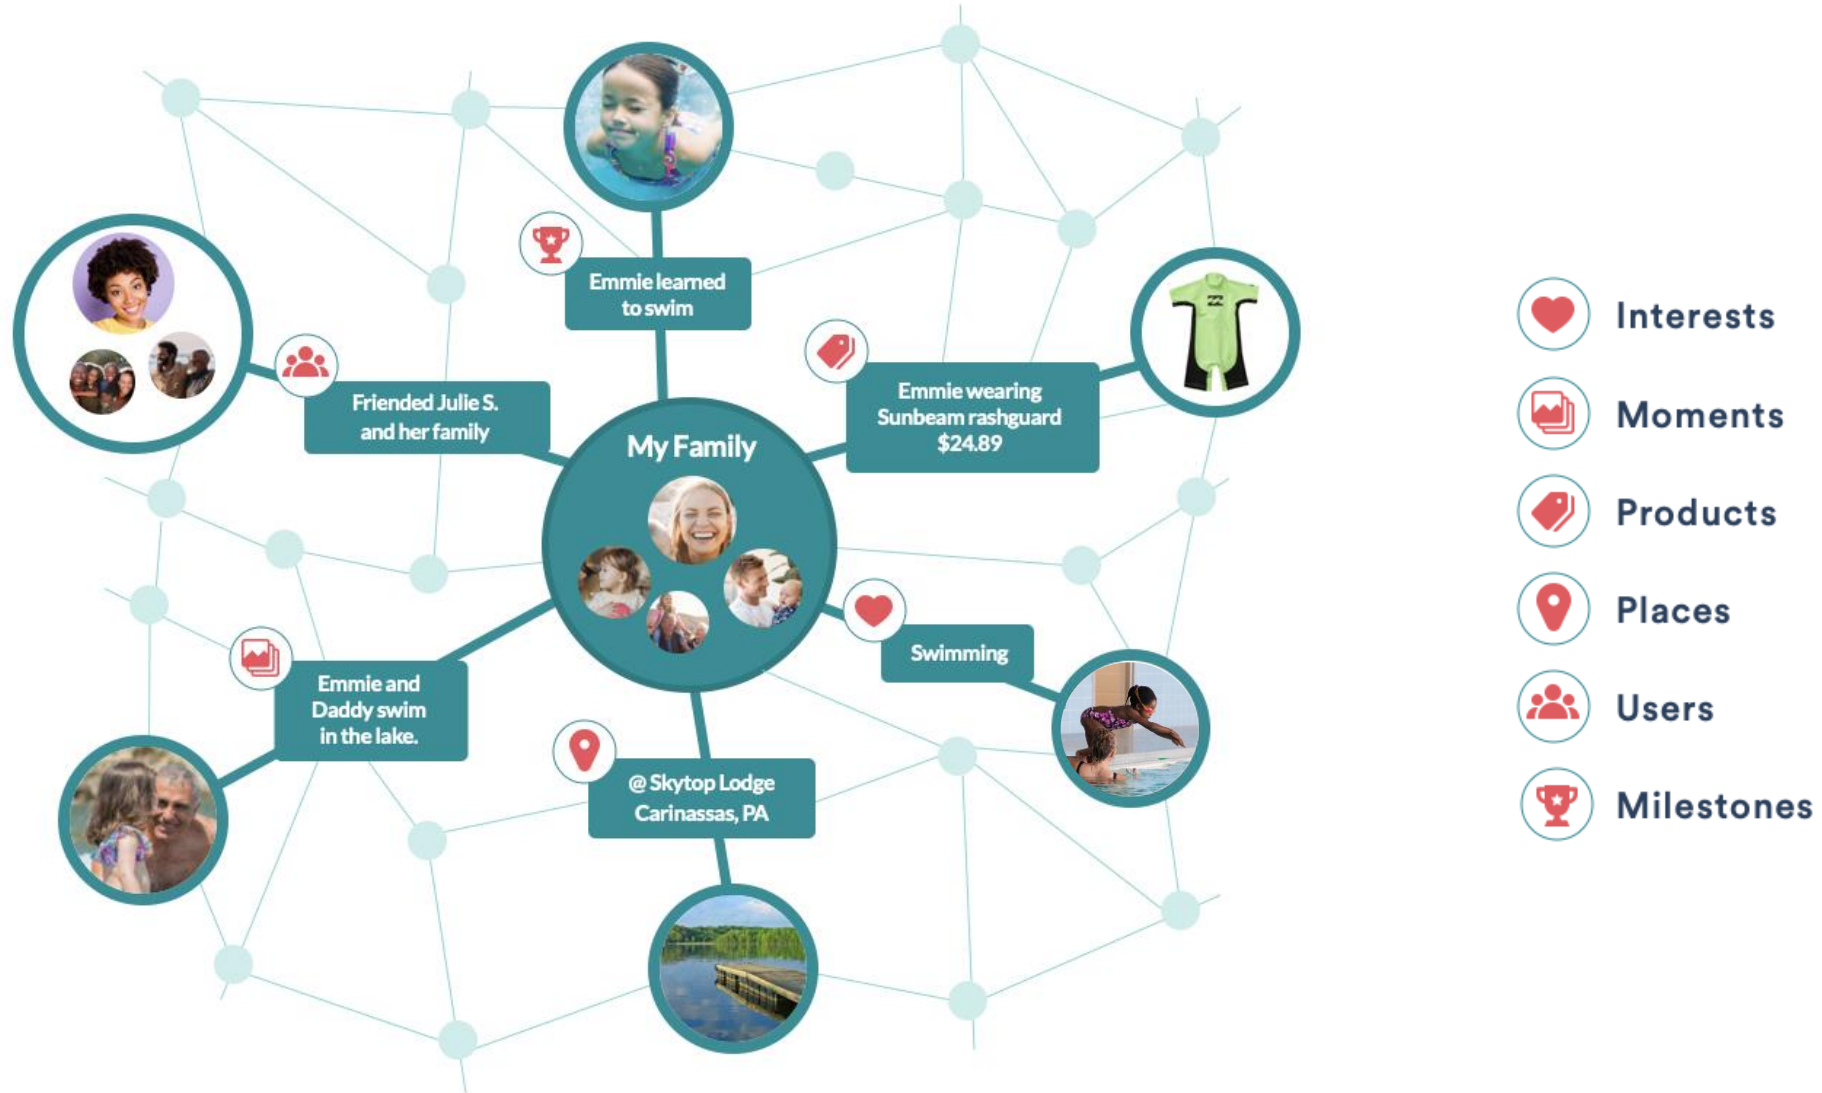 Emmie learned
to swim
Friended Julie S.
and her family
Emmie wearing
Sunbeam rashguard
$24.89
My Family
Swimming
Emmie and
Daddy swim
in the lake.
@ Skytop Lodge
Carinassas, PA
Interests
Moments
Products
Places
Users
Milestones